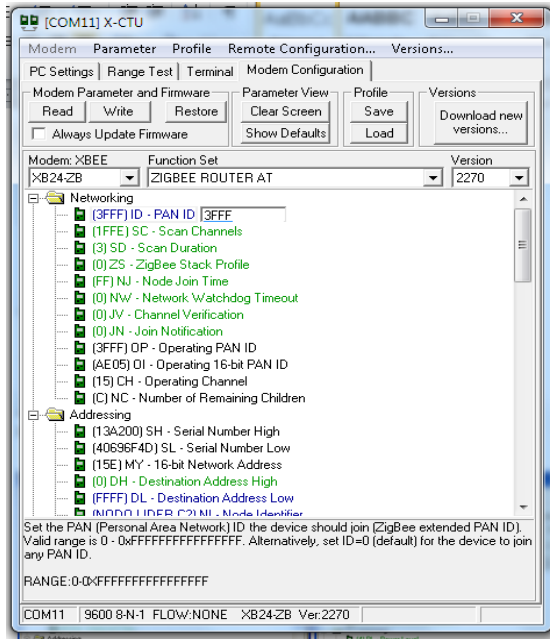 [COM11] X-CTU
Modem Parameter Profile Remote Configuration... Versions...
PC Settings Range Test Terminal Modem Configuration
Modem Parameter and Firmware Parameter View Profile Versions
Read Write Restore Clear Screen Save Download new versions...
Always Update Firmware Show Defaults Load
Modem: XBEE Function Set Version
XB24-ZB ZIGBEE ROUTER AT 2270
Networking
(3FFF) ID - PAN ID 3FFF
(1FFE) SC - Scan Channels
(3) SD - Scan Duration
(0) ZS - ZigBee Stack Profile
(FF) NJ - Node Join Time
(0) NW - Network Watchdog Timeout
(0) JV - Channel Verification
(0) JN - Join Notification
(3FFF) OP - Operating PAN ID
(AE05) OI - Operating 16-bit PAN ID
(15) CH - Operating Channel
(C) NC - Number of Remaining Children
Addressing
(13A200) SH - Serial Number High
(40696F4D) SL - Serial Number Low
(15E) MY - 16-bit Network Address
(0) DH - Destination Address High
(FFFF) DL - Destination Address Low
(NODO LIDER C2) NI - Node Identifier
Set the PAN (Personal Area Network) ID the device should join (ZigBee extended PAN ID).
Valid range is 0 - 0xFFFFFFFFFFFFFFFF. Alternatively, set ID=0 (default) for the device to join
any PAN ID.
RANGE:0-0XFFFFFFFFFFFFFFFF
COM11 9600 8-N-1 FLOW:NONE XB24-ZB Ver:2270